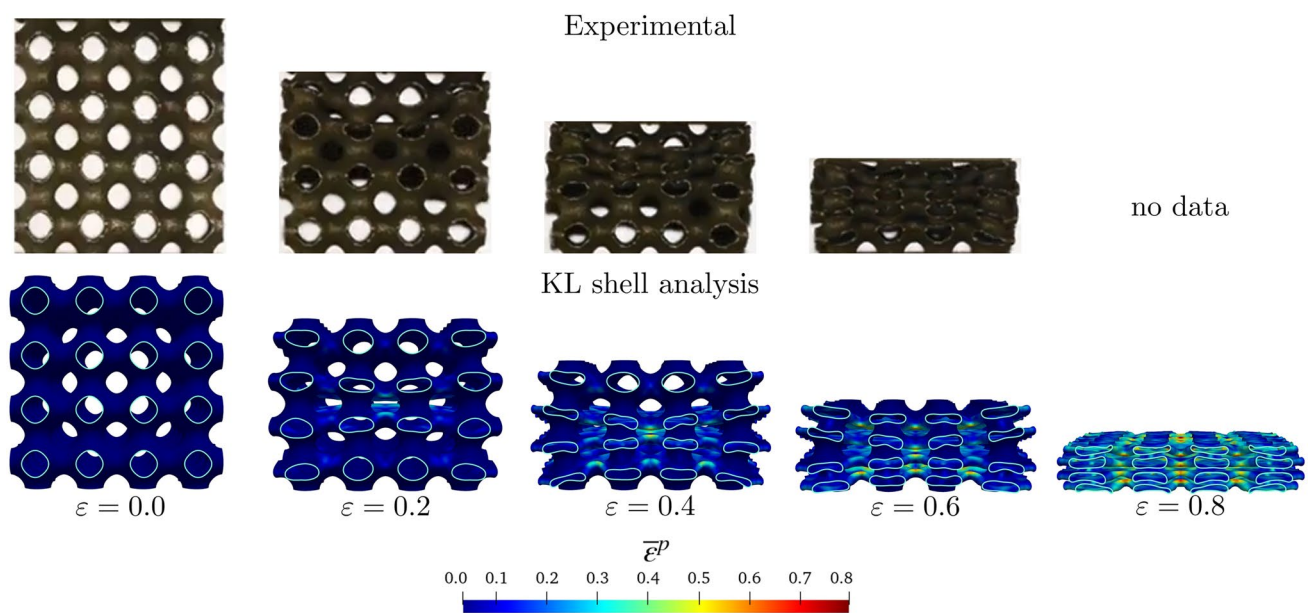 Experimental
no data
KL shell analysis
ε = 0.0
ε = 0.2
ε = 0.4
ε = 0.6
ε = 0.8
ε̅ᵖ
0.0 0.1 0.2 0.3 0.4 0.5 0.6 0.7 0.8